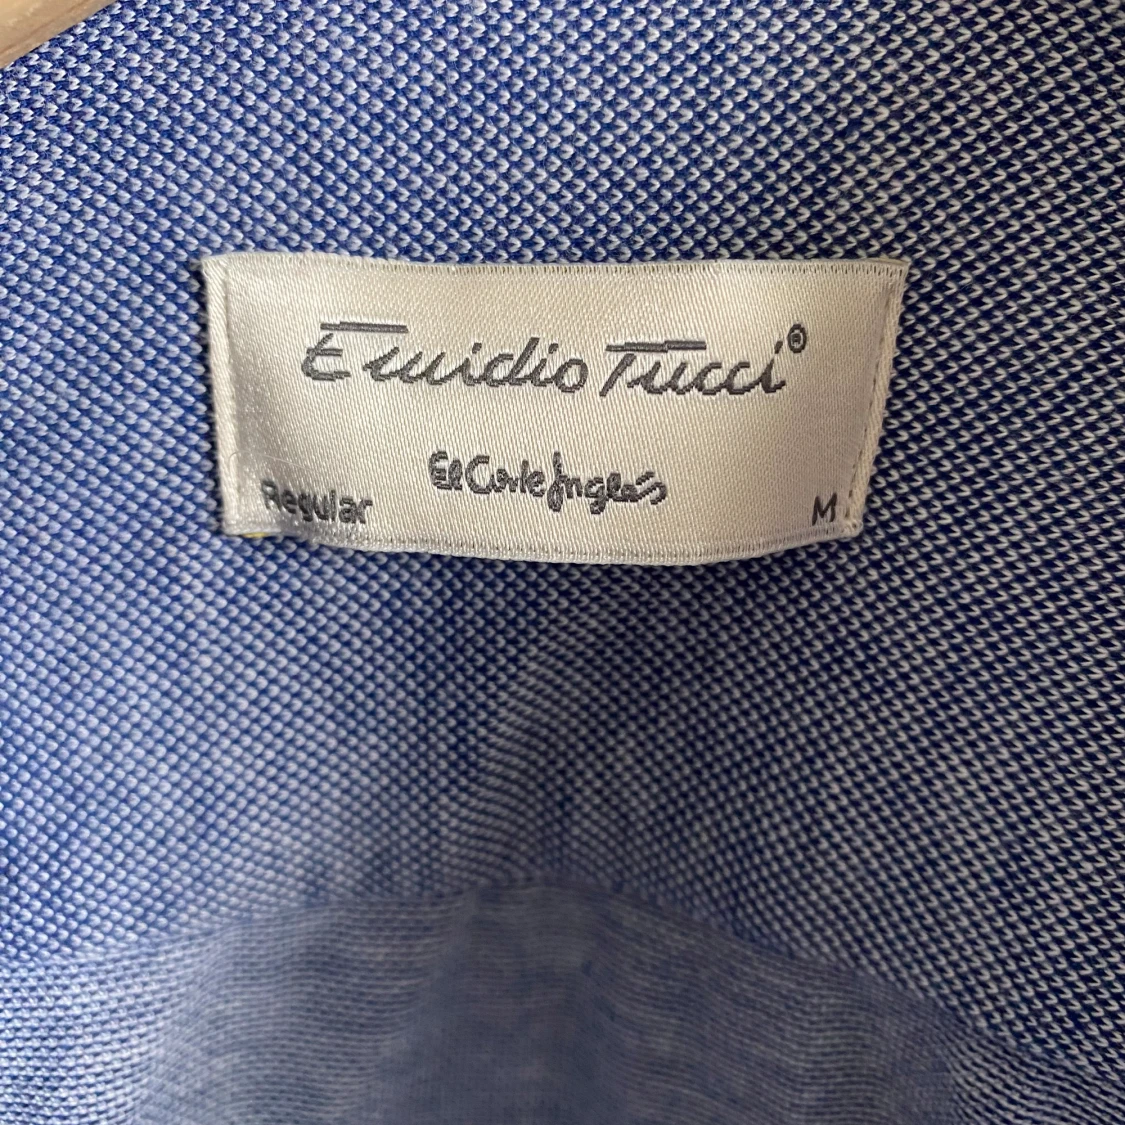 Emidio Tucci®
El Corte Inglés
Regular M